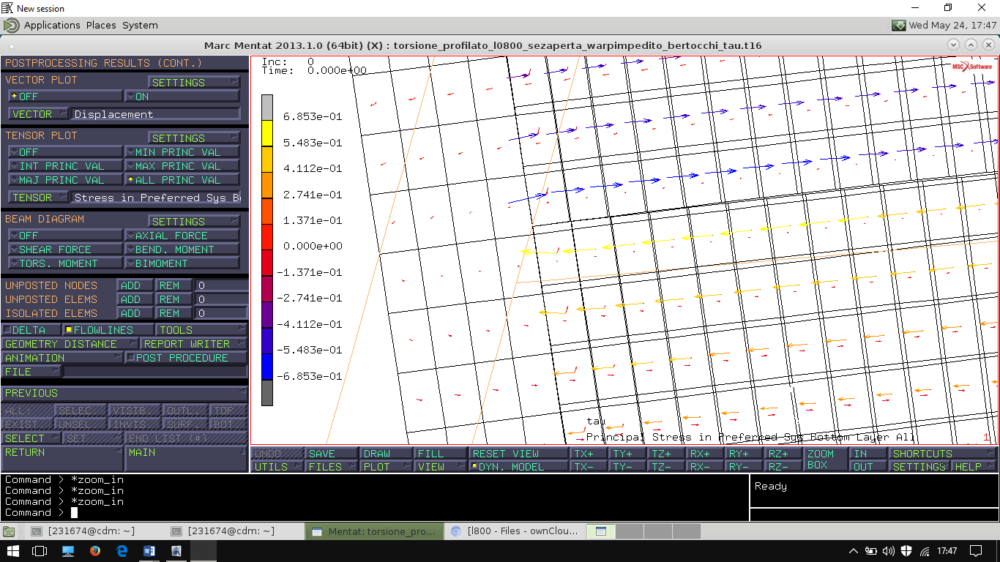 New session
Applications Places System
Wed May 24, 17:47
Marc Mentat 2013.1.0 (64bit) (X) : torsione_profilato_l0800_sezaperta_warpimpedito_bertocchi_tau.t16
POSTPROCESSING RESULTS (CONT.)
VECTOR PLOT SETTINGS
OFF ON
VECTOR Displacement
TENSOR PLOT SETTINGS
OFF MIN PRINC VAL
INT PRINC VAL MAX PRINC VAL
MAJ PRINC VAL ALL PRINC VAL
TENSOR Stress in Preferred Sys Bo
BEAM DIAGRAM SETTINGS
OFF AXIAL FORCE
SHEAR FORCE BEND. MOMENT
TORS. MOMENT BIMOMENT
UNPOSTED NODES ADD REM 0
UNPOSTED ELEMS ADD REM 0
ISOLATED ELEMS ADD REM 0
DELTA FLOWLINES TOOLS
GEOMETRY DISTANCE REPORT WRITER
ANIMATION POST PROCEDURE
FILE
PREVIOUS
ALL: SELEC. VISIB. OUTL. TOP
EXIST. UNSEL. INVIS. SURF. BOT.
SELECT SET END LIST (#)
RETURN MAIN
Inc: 0
Time: 0.000e+00
6.853e-01
5.483e-01
4.112e-01
2.741e-01
1.371e-01
0.000e+00
-1.371e-01
-2.741e-01
-4.112e-01
-5.483e-01
-6.853e-01
MSC Software
tau
Principal Stress in Preferred Sys Bottom Layer All
1
UNDO SAVE DRAW FILL RESET VIEW TX+ TY+ TZ+ RX+ RY+ RZ+ ZOOM BOX IN SHORTCUTS
UTILS FILES PLOT VIEW DYN. MODEL TX- TY- TZ- RX- RY- RZ- OUT SETTINGS HELP
Command > *zoom_in
Command > *zoom_in
Command > *zoom_in
Command >
Ready
[231674@cdm: ~]
[231674@cdm: ~]
Mentat: torsione_pro...
[l800 - Files - ownClou...
17:47